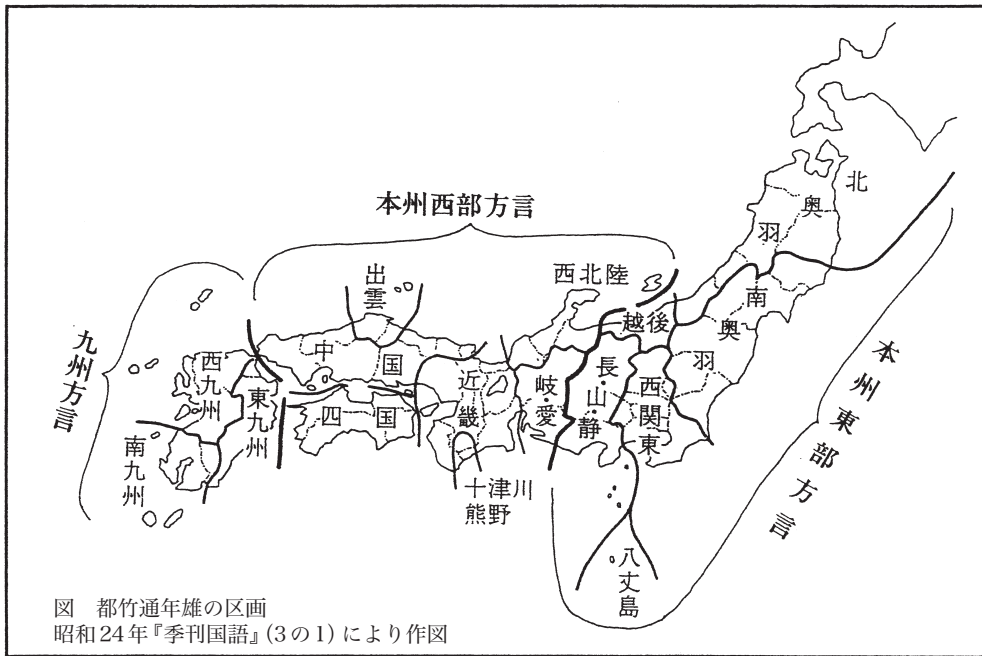 本州西部方言
九州方言
本州東部方言
北奥羽
南奥羽
西北陸
越後
出雲
中国
近畿
岐・愛
長・山・静
西関東
四国
西九州
東九州
南九州
十津川
熊野
八丈島
図 都竹通年雄の区画
昭和24年『季刊国語』(3の1)により作図